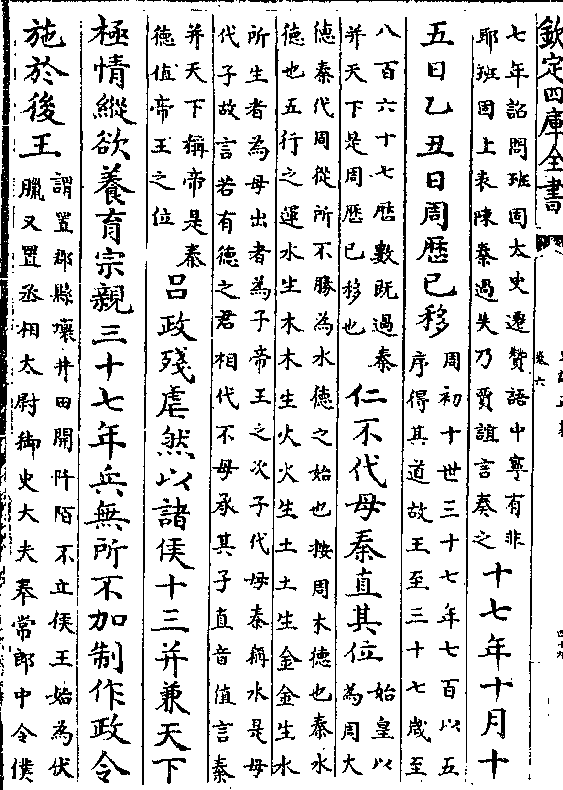 欽定四庫全書
卷六
七年詔問班固太史遷贊語中寧有非
耶班固上表陳秦過失乃賈誼言秦之
十七年十月十
五日乙丑日周歷已移
周初十世三十七年七百以五
序得其道故王至三十七歲至
八百六十七歷數既過秦
并天下是周歷已移也
仁不代母秦直其位
始皇以
為周大
德秦代周從所不勝為水德之始也按周木德也秦水
德也五行之運水生木木生火火生土土生金金生水
所生者為母出者為子帝王之次子代母秦稱水是母
代子故言若有德之君相代不母承其子直音值言秦
并天下稱帝是秦
德值帝王之位
吕政殘虐然以諸侯十三并兼天下
極情縱欲養育宗親三十七年兵無所不加制作政令
施於後王
謂置郡縣壞井田開阡陌不立侯王始為伏
臘又置丞相太尉御史大夫奉常郎中令僕